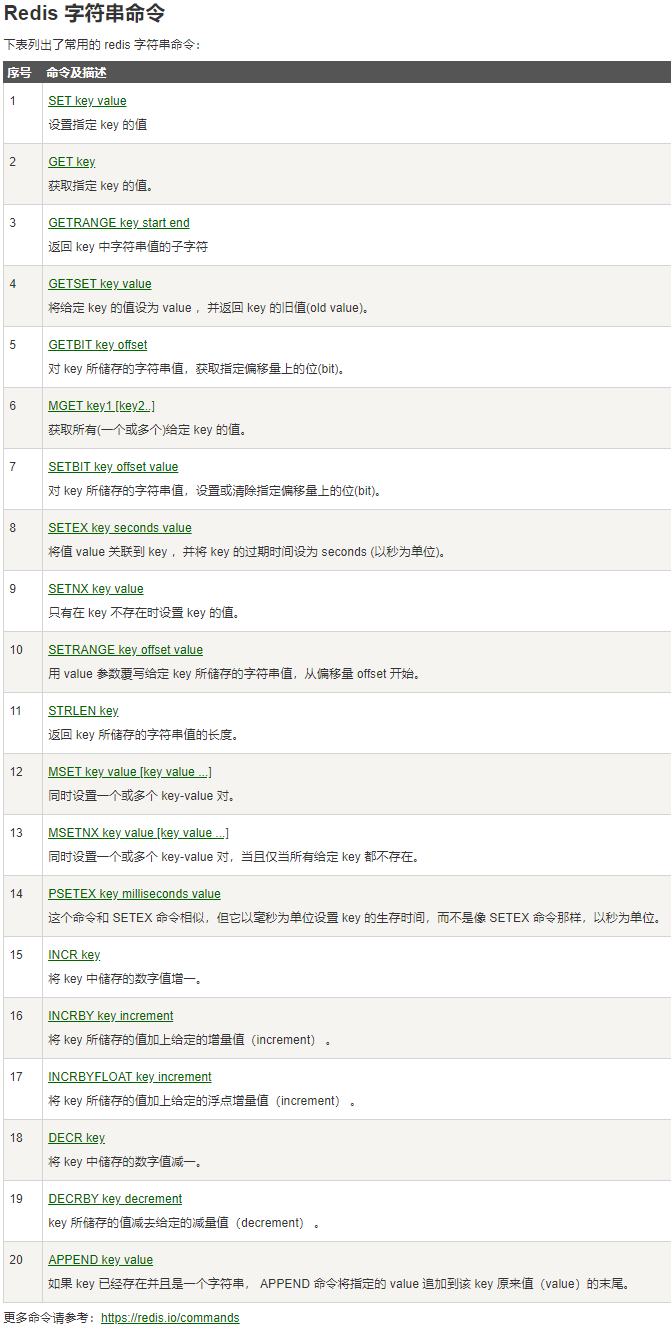 Redis 字符串命令
下表列出了常用的 redis 字符串命令：
序号 命令及描述
1 SET key value
设置指定 key 的值
2 GET key
获取指定 key 的值。
3 GETRANGE key start end
返回 key 中字符串值的子字符
4 GETSET key value
将给定 key 的值设为 value ，并返回 key 的旧值(old value)。
5 GETBIT key offset
对 key 所储存的字符串值，获取指定偏移量上的位(bit)。
6 MGET key1 [key2..]
获取所有(一个或多个)给定 key 的值。
7 SETBIT key offset value
对 key 所储存的字符串值，设置或清除指定偏移量上的位(bit)。
8 SETEX key seconds value
将值 value 关联到 key ，并将 key 的过期时间设为 seconds (以秒为单位)。
9 SETNX key value
只有在 key 不存在时设置 key 的值。
10 SETRANGE key offset value
用 value 参数覆写给定 key 所储存的字符串值，从偏移量 offset 开始。
11 STRLEN key
返回 key 所储存的字符串值的长度。
12 MSET key value [key value ...]
同时设置一个或多个 key-value 对。
13 MSETNX key value [key value ...]
同时设置一个或多个 key-value 对，当且仅当所有给定 key 都不存在。
14 PSETEX key milliseconds value
这个命令和 SETEX 命令相似，但它以毫秒为单位设置 key 的生存时间，而不是像 SETEX 命令那样，以秒为单位。
15 INCR key
将 key 中储存的数字值增一。
16 INCRBY key increment
将 key 所储存的值加上给定的增量值（increment） 。
17 INCRBYFLOAT key increment
将 key 所储存的值加上给定的浮点增量值（increment） 。
18 DECR key
将 key 中储存的数字值减一。
19 DECRBY key decrement
key 所储存的值减去给定的减量值（decrement） 。
20 APPEND key value
如果 key 已经存在并且是一个字符串， APPEND 命令将指定的 value 追加到该 key 原来值（value）的末尾。
更多命令请参考：https://redis.io/commands